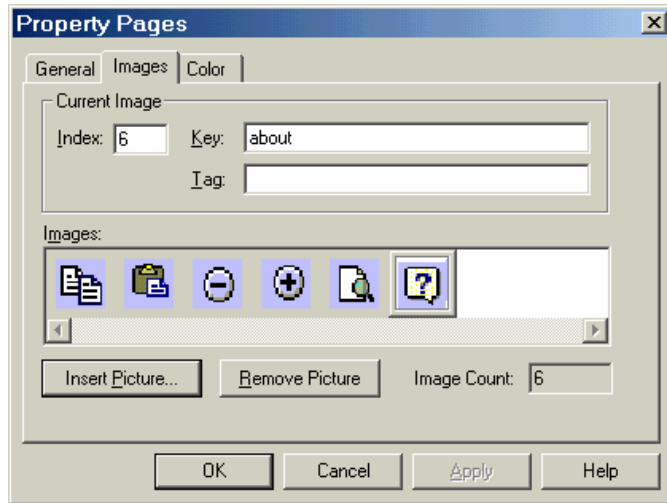 Property Pages
General Images Color
Current Image
Index: 6 Key: about
Tag:
Images:
Insert Picture... Remove Picture Image Count: 6
OK Cancel Apply Help